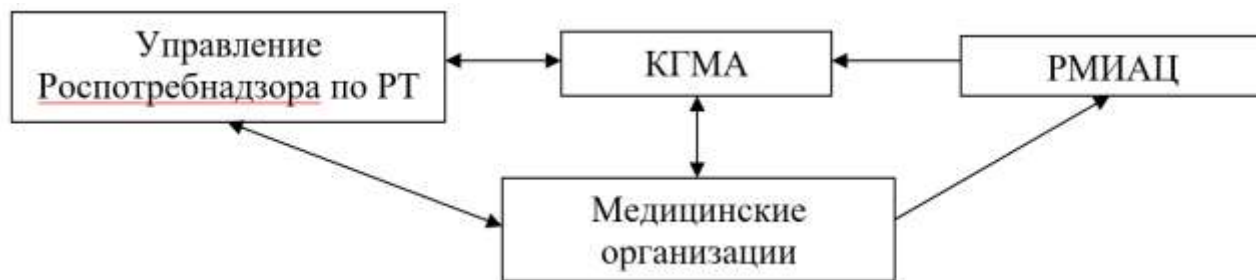 Управление
Роспотребнадзора по РТ
КГМА
РМИАЦ
Медицинские
организации